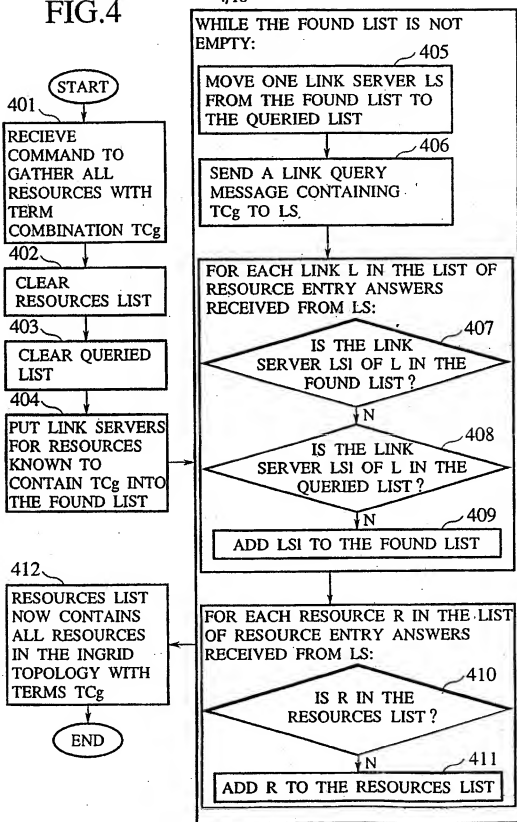 FIG.4
START
401
RECIEVE
COMMAND TO
GATHER ALL
RESOURCES WITH
TERM
COMBINATION TCg
402
CLEAR
RESOURCES LIST
403
CLEAR QUERIED
LIST
404
PUT LINK SERVERS
FOR RESOURCES
KNOWN TO
CONTAIN TCg INTO
THE FOUND LIST
WHILE THE FOUND LIST IS NOT
EMPTY:
405
MOVE ONE LINK SERVER LS
FROM THE FOUND LIST TO
THE QUERIED LIST
406
SEND A LINK QUERY
MESSAGE CONTAINING
TCg TO LS
FOR EACH LINK L IN THE LIST OF
RESOURCE ENTRY ANSWERS
RECEIVED FROM LS:
407
IS THE LINK
SERVER LSl OF L IN THE
FOUND LIST?
N
408
IS THE LINK
SERVER LSl OF L IN THE
QUERIED LIST?
N
409
ADD LSl TO THE FOUND LIST
FOR EACH RESOURCE R IN THE LIST
OF RESOURCE ENTRY ANSWERS
RECEIVED FROM LS:
410
IS R IN THE
RESOURCES LIST?
N
411
ADD R TO THE RESOURCES LIST
412
RESOURCES LIST
NOW CONTAINS
ALL RESOURCES
IN THE INGRID
TOPOLOGY WITH
TERMS TCg
END